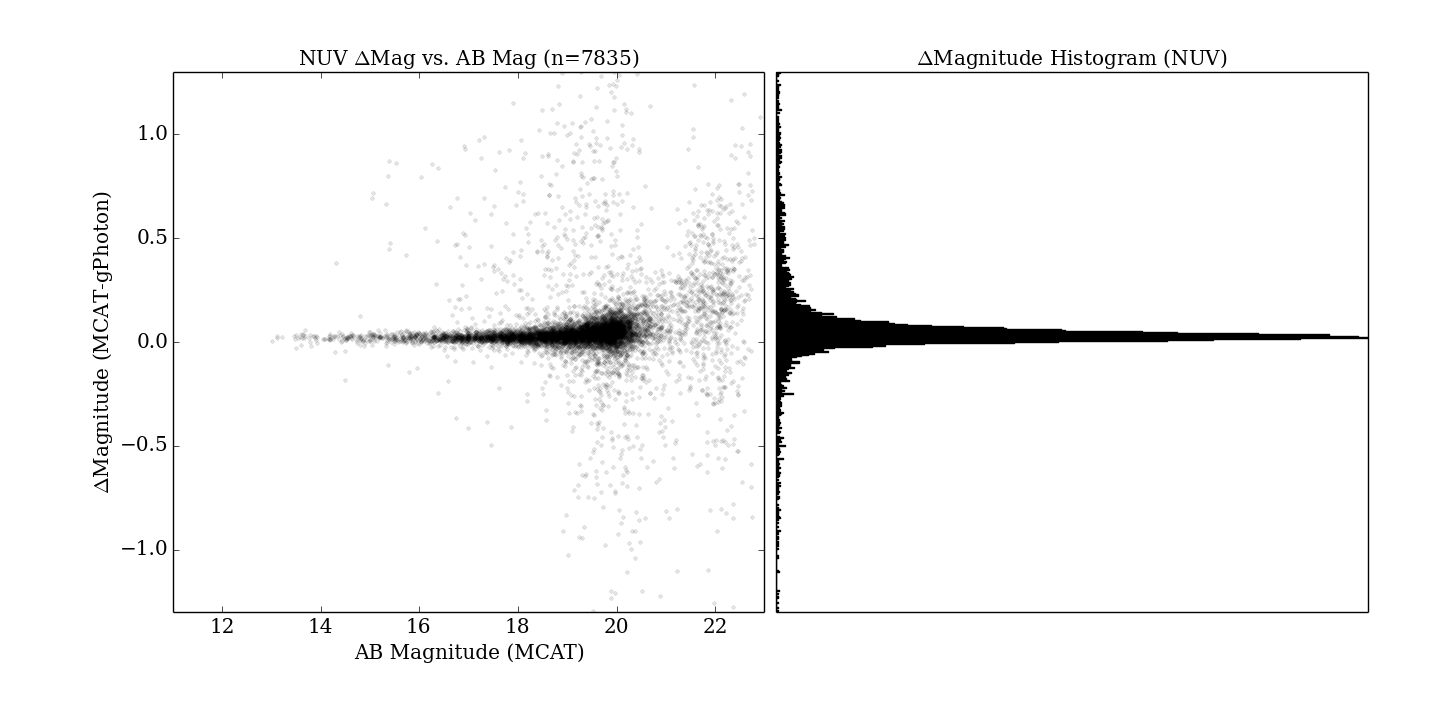 NUV ΔMag vs. AB Mag (n=7835)
ΔMagnitude Histogram (NUV)
ΔMagnitude (MCAT-gPhoton)
1.0
0.5
0.0
−0.5
−1.0
12 14 16 18 20 22
AB Magnitude (MCAT)